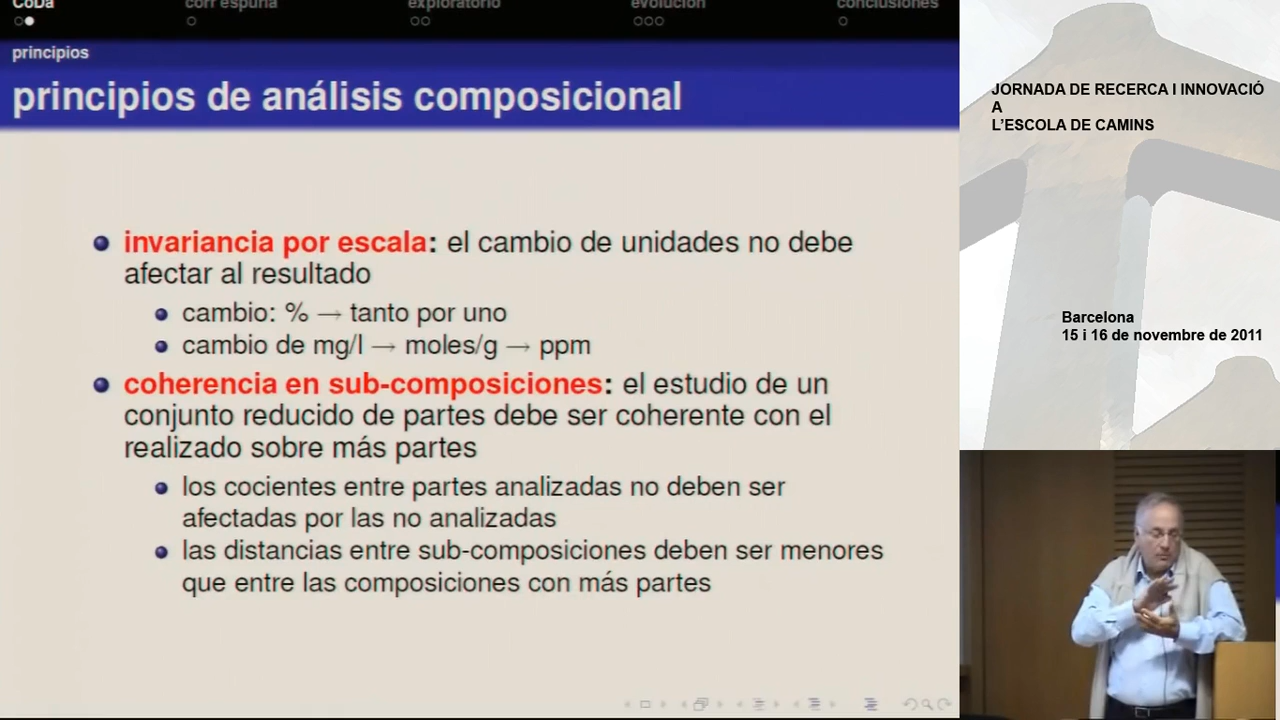 CoDa
corr espuria
exploratorio
evolución
conclusiones
principios
principios de análisis composicional
invariancia por escala: el cambio de unidades no debe
afectar al resultado
cambio: % → tanto por uno
cambio de mg/l → moles/g → ppm
coherencia en sub-composiciones: el estudio de un
conjunto reducido de partes debe ser coherente con el
realizado sobre más partes
los cocientes entre partes analizadas no deben ser
afectadas por las no analizadas
las distancias entre sub-composiciones deben ser menores
que entre las composiciones con más partes
JORNADA DE RECERCA I INNOVACIÓ
A
L'ESCOLA DE CAMINS
Barcelona
15 i 16 de novembre de 2011